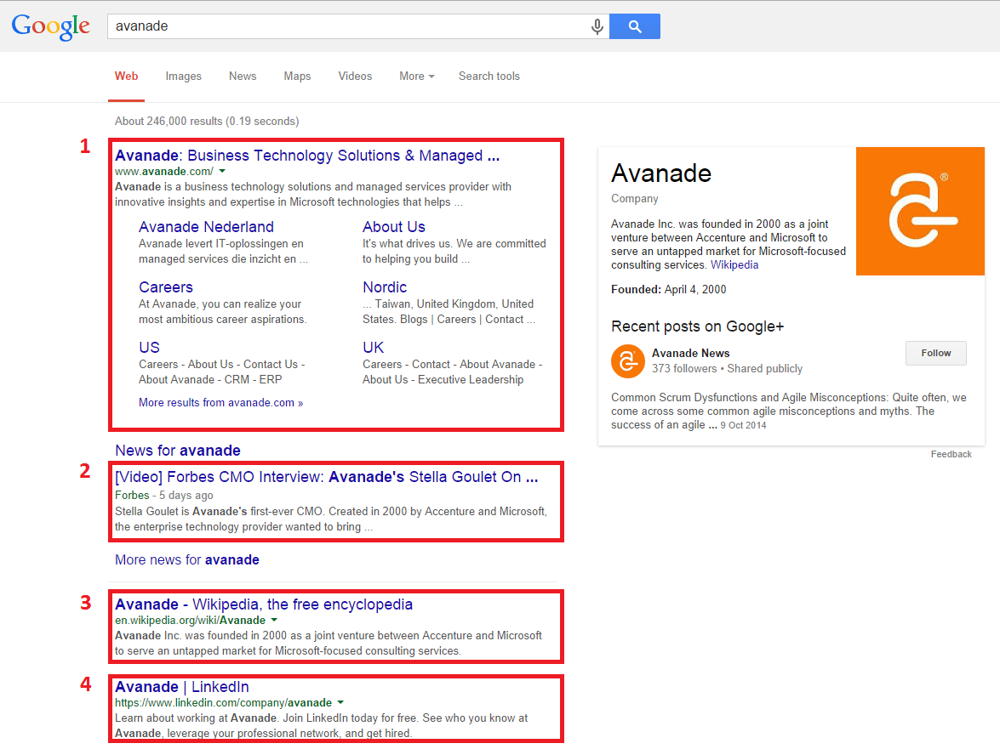 Google
avanade
Web Images News Maps Videos More Search tools
About 246,000 results (0.19 seconds)
1
Avanade: Business Technology Solutions & Managed ...
www.avanade.com/
Avanade is a business technology solutions and managed services provider with
innovative insights and expertise in Microsoft technologies that helps ...
Avanade Nederland
Avanade levert IT-oplossingen en
managed services die inzicht en ...
About Us
It's what drives us. We are committed
to helping you build ...
Careers
At Avanade, you can realize your
most ambitious career aspirations.
Nordic
... Taiwan, United Kingdom, United
States. Blogs | Careers | Contact ...
US
Careers - About Us - Contact Us -
About Avanade - CRM - ERP
UK
Careers - Contact - About Avanade -
About Us - Executive Leadership
More results from avanade.com »
News for avanade
2
[Video] Forbes CMO Interview: Avanade's Stella Goulet On ...
Forbes - 5 days ago
Stella Goulet is Avanade's first-ever CMO. Created in 2000 by Accenture and Microsoft,
the enterprise technology provider wanted to bring ...
More news for avanade
3
Avanade - Wikipedia, the free encyclopedia
en.wikipedia.org/wiki/Avanade
Avanade Inc. was founded in 2000 as a joint venture between Accenture and Microsoft
to serve an untapped market for Microsoft-focused consulting services.
4
Avanade | LinkedIn
https://www.linkedin.com/company/avanade
Learn about working at Avanade. Join LinkedIn today for free. See who you know at
Avanade, leverage your professional network, and get hired.
Avanade
Company
Avanade Inc. was founded in 2000 as a joint
venture between Accenture and Microsoft to
serve an untapped market for Microsoft-focused
consulting services. Wikipedia
Founded: April 4, 2000
®
Recent posts on Google+
Avanade News
373 followers • Shared publicly
Follow
Common Scrum Dysfunctions and Agile Misconceptions: Quite often, we
come across some common agile misconceptions and myths. The
success of an agile ... 9 Oct 2014
Feedback